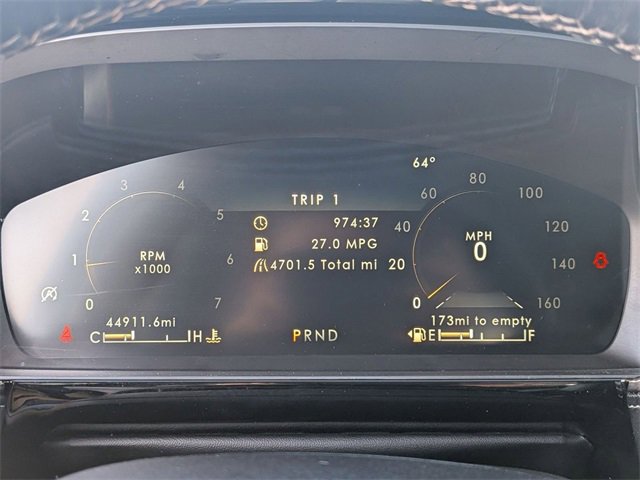 64°
TRIP 1
974:37
27.0 MPG
4701.5 Total mi
0
1
2
3
4
5
6
7
RPM
x1000
0
20
40
60
80
100
120
140
160
MPH
0
44911.6mi
C H
PRND
173mi to empty
E F